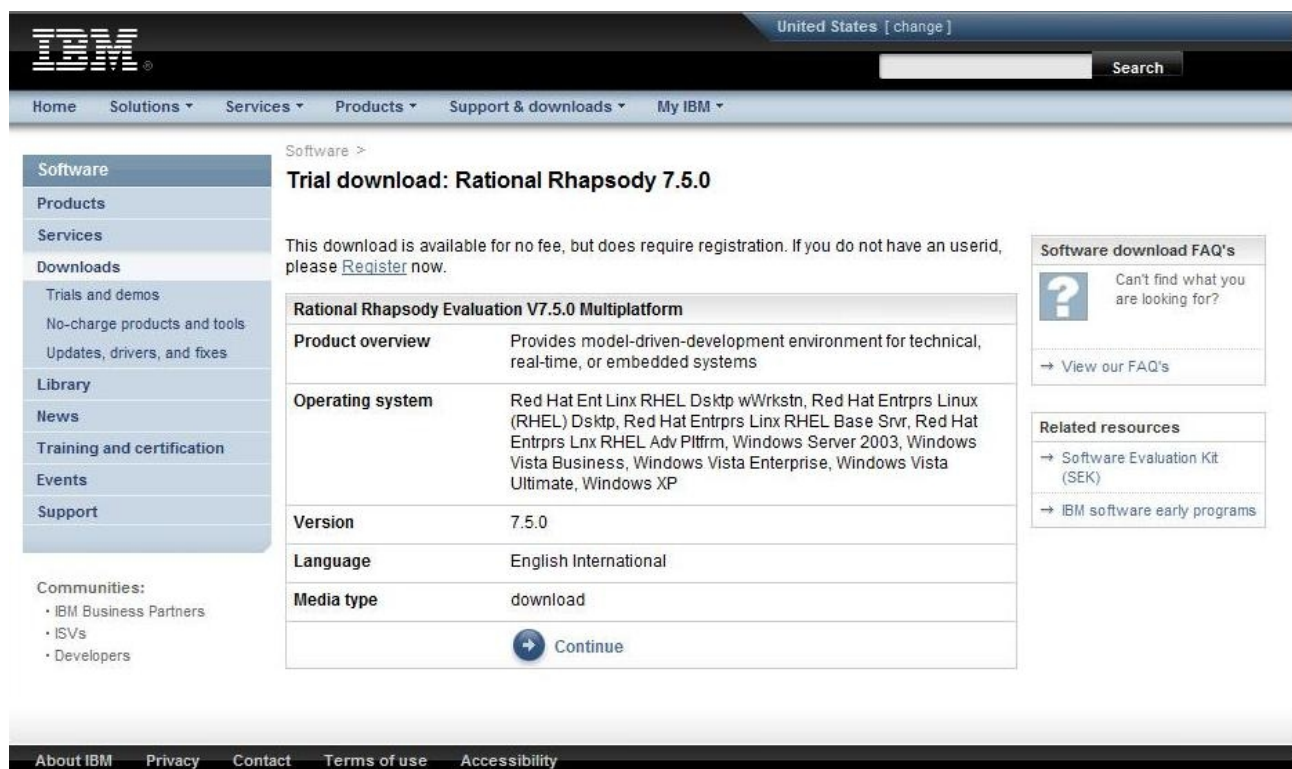 United States [ change ]
IBM®
Search
Home Solutions Services Products Support & downloads My IBM
Software
Products
Services
Downloads
Trials and demos
No-charge products and tools
Updates, drivers, and fixes
Library
News
Training and certification
Events
Support
Communities:
· IBM Business Partners
· ISVs
· Developers
Software >
Trial download: Rational Rhapsody 7.5.0
This download is available for no fee, but does require registration. If you do not have an userid,
please Register now.
Rational Rhapsody Evaluation V7.5.0 Multiplatform
Product overview Provides model-driven-development environment for technical,
real-time, or embedded systems
Operating system Red Hat Ent Linx RHEL Dsktp wWrkstn, Red Hat Entrprs Linux
(RHEL) Dsktp, Red Hat Entrprs Linx RHEL Base Srvr, Red Hat
Entrprs Lnx RHEL Adv Pltfrm, Windows Server 2003, Windows
Vista Business, Windows Vista Enterprise, Windows Vista
Ultimate, Windows XP
Version 7.5.0
Language English International
Media type download
Continue
Software download FAQ's
?
Can't find what you
are looking for?
→ View our FAQ's
Related resources
→ Software Evaluation Kit
(SEK)
→ IBM software early programs
About IBM Privacy Contact Terms of use Accessibility